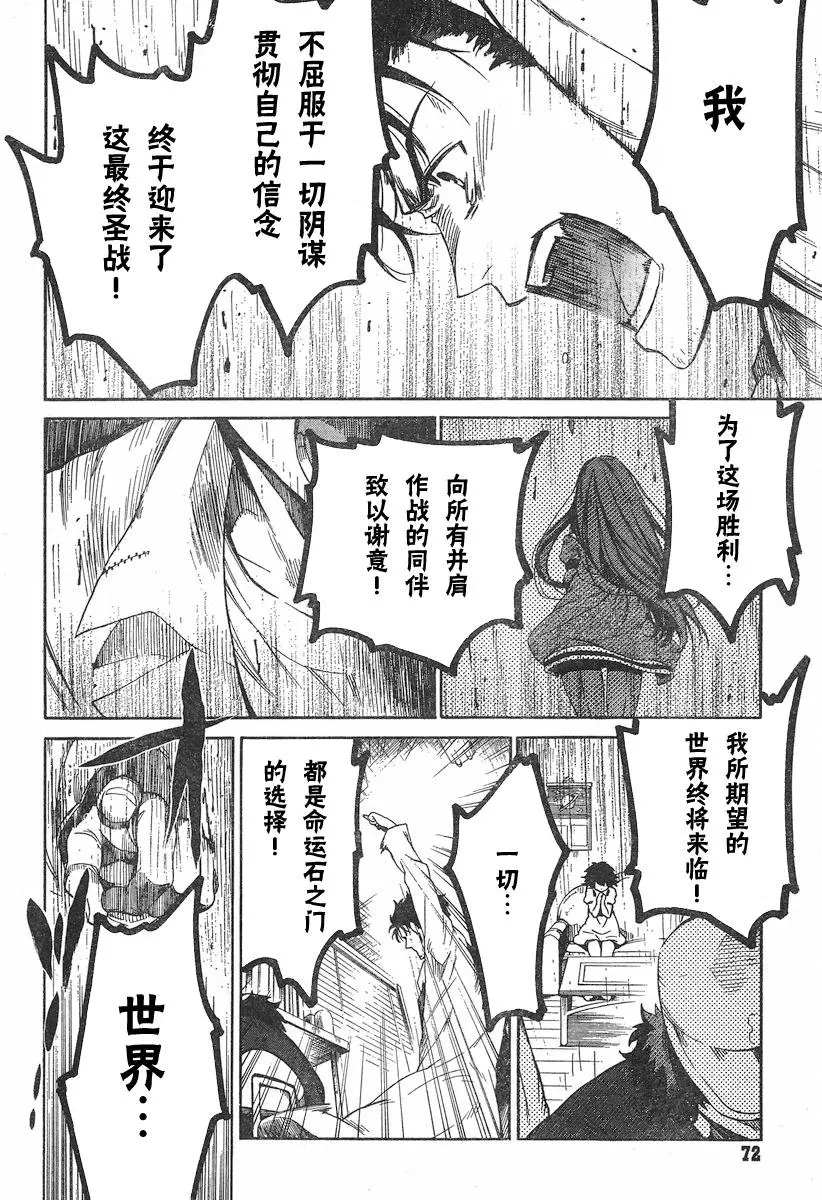 我
不屈服于一切阴谋
贯彻自己的信念
终于迎来了
这最终圣战！
为了这场胜利…
向所有并肩
作战的同伴
致以谢意！
我所期望的
世界终将来临！
一切…
都是命运石之门
的选择！
世界…
72